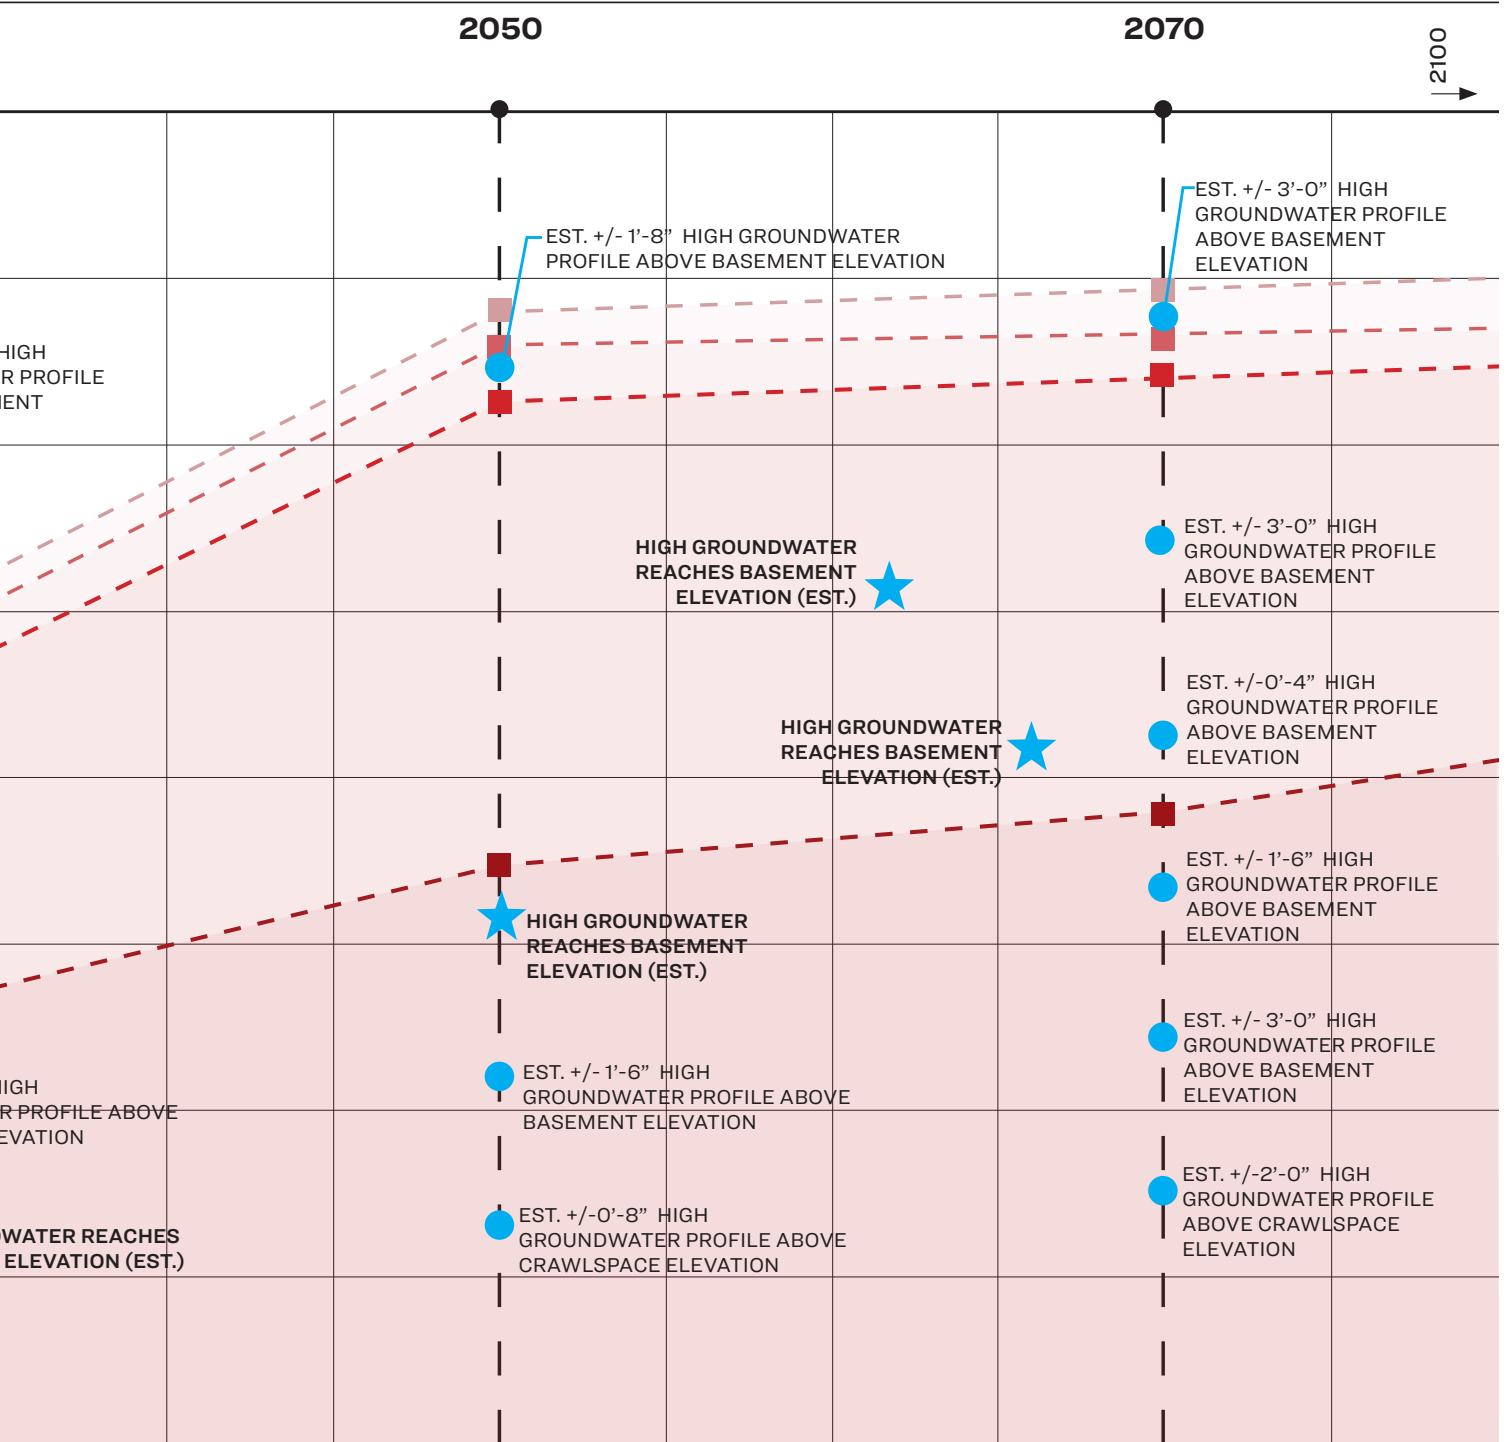 2050
2070
2100
EST. +/- 3’-0” HIGH
GROUNDWATER PROFILE
ABOVE BASEMENT
ELEVATION
EST. +/- 1’-8” HIGH GROUNDWATER
PROFILE ABOVE BASEMENT ELEVATION
HIGH
R PROFILE
ENT
EST. +/- 3’-0” HIGH
GROUNDWATER PROFILE
ABOVE BASEMENT
ELEVATION
HIGH GROUNDWATER
REACHES BASEMENT
ELEVATION (EST.)
EST. +/-0’-4” HIGH
GROUNDWATER PROFILE
ABOVE BASEMENT
ELEVATION
HIGH GROUNDWATER
REACHES BASEMENT
ELEVATION (EST.)
EST. +/- 1’-6” HIGH
GROUNDWATER PROFILE
ABOVE BASEMENT
ELEVATION
HIGH GROUNDWATER
REACHES BASEMENT
ELEVATION (EST.)
EST. +/- 3’-0” HIGH
GROUNDWATER PROFILE
ABOVE BASEMENT
ELEVATION
EST. +/- 1’-6” HIGH
GROUNDWATER PROFILE ABOVE
BASEMENT ELEVATION
IGH
R PROFILE ABOVE
EVATION
EST. +/-2’-0” HIGH
GROUNDWATER PROFILE
ABOVE CRAWLSPACE
ELEVATION
EST. +/-0’-8” HIGH
GROUNDWATER PROFILE ABOVE
CRAWLSPACE ELEVATION
WATER REACHES
ELEVATION (EST.)